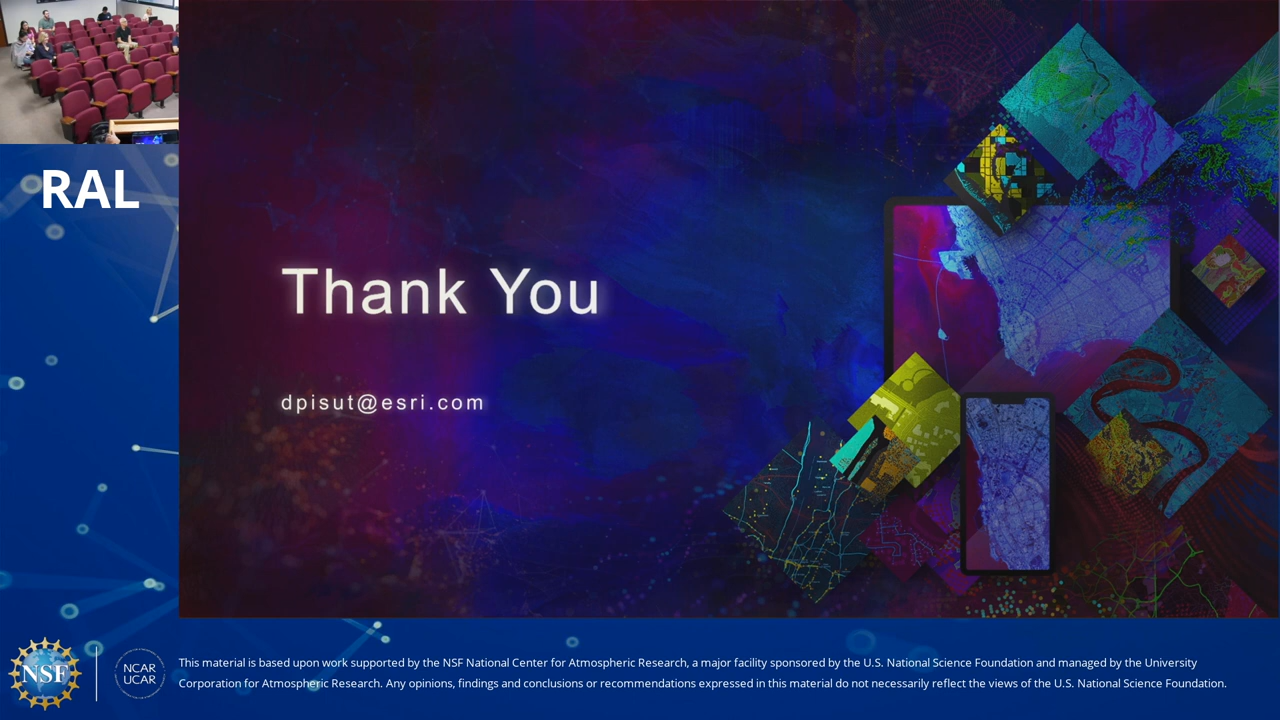 RAL
Thank You
dpisut@esri.com
NSF
NCAR
UCAR
This material is based upon work supported by the NSF National Center for Atmospheric Research, a major facility sponsored by the U.S. National Science Foundation and managed by the University
Corporation for Atmospheric Research. Any opinions, findings and conclusions or recommendations expressed in this material do not necessarily reflect the views of the U.S. National Science Foundation.